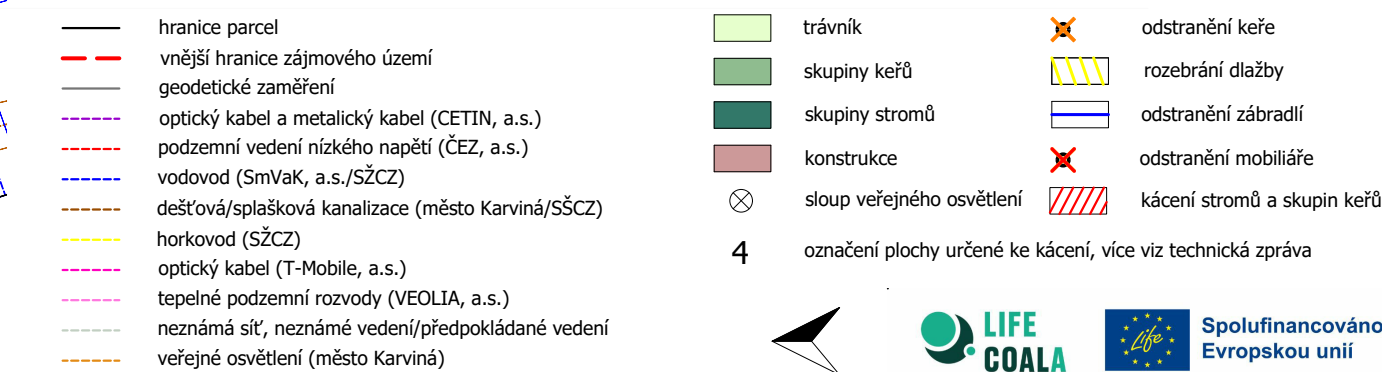 hranice parcel
vnější hranice zájmového území
geodetické zaměření
optický kabel a metalický kabel (CETIN, a.s.)
podzemní vedení nízkého napětí (ČEZ, a.s.)
vodovod (SmVaK, a.s./SŽCZ)
dešťová/splašková kanalizace (město Karviná/SŠCZ)
horkovod (SŽCZ)
optický kabel (T-Mobile, a.s.)
tepelné podzemní rozvody (VEOLIA, a.s.)
neznámá síť, neznámé vedení/předpokládané vedení
veřejné osvětlení (město Karviná)
trávník
skupiny keřů
skupiny stromů
konstrukce
sloup veřejného osvětlení
odstranění keře
rozebrání dlažby
odstranění zábradlí
odstranění mobiliáře
kácení stromů a skupin keřů
4 označení plochy určené ke kácení, více viz technická zpráva
LIFE
COALA
Life
Spolufinancováno
Evropskou unií